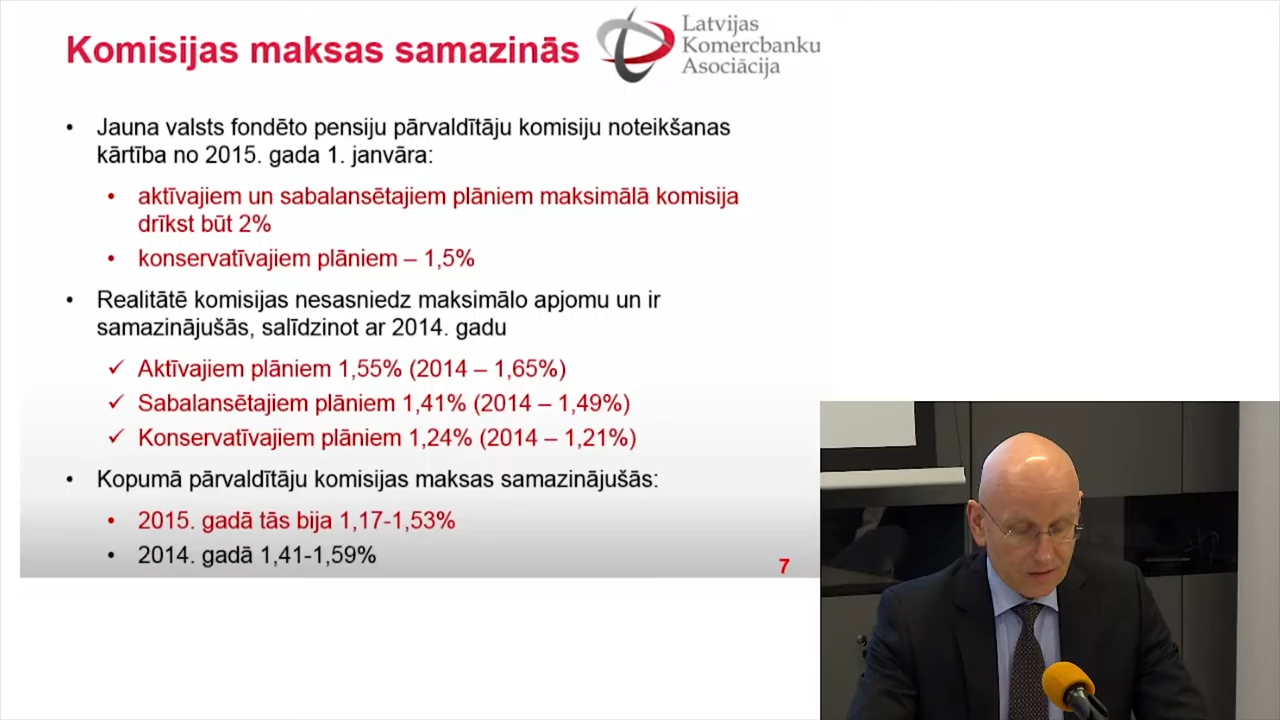 Komisijas maksas samazinās
Latvijas
Komercbanku
Asociācija
• Jauna valsts fondēto pensiju pārvaldītāju komisiju noteikšanas
kārtība no 2015. gada 1. janvāra:
• aktīvajiem un sabalansētajiem plāniem maksimālā komisija
drīkst būt 2%
• konservatīvajiem plāniem – 1,5%
• Realitātē komisijas nesasniedz maksimālo apjomu un ir
samazinājušās, salīdzinot ar 2014. gadu
✓ Aktīvajiem plāniem 1,55% (2014 – 1,65%)
✓ Sabalansētajiem plāniem 1,41% (2014 – 1,49%)
✓ Konservatīvajiem plāniem 1,24% (2014 – 1,21%)
• Kopumā pārvaldītāju komisijas maksas samazinājušās:
• 2015. gadā tās bija 1,17-1,53%
• 2014. gadā 1,41-1,59%
7